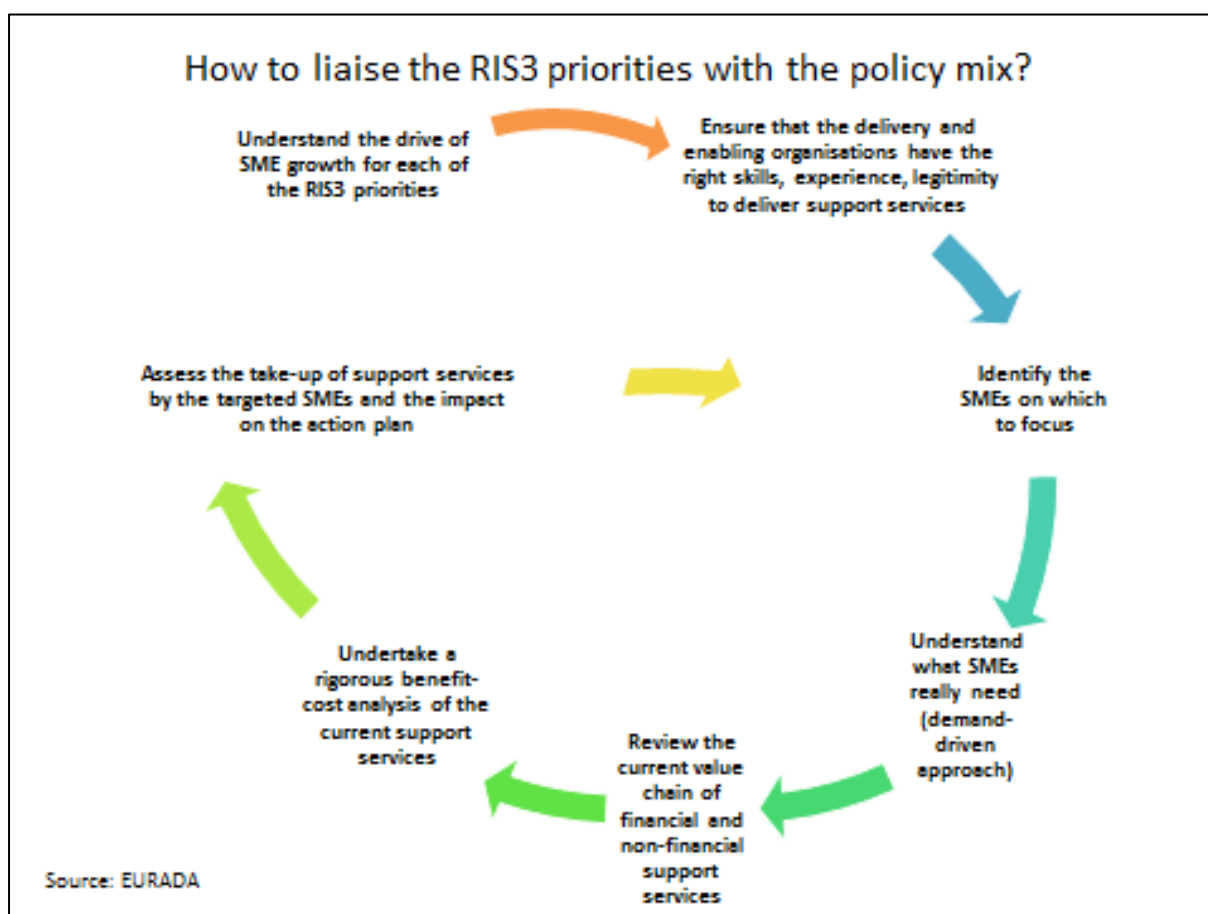 How to liaise the RIS3 priorities with the policy mix?
Understand the drive of
SME growth for each of
the RIS3 priorities
Ensure that the delivery and
enabling organisations have the
right skills, experience, legitimity
to deliver support services
Identify the
SMEs on which
to focus
Understand
what SMEs
really need
(demand-
driven
approach)
Review the
current value
chain of
financial and
non-financial
support
services
Undertake a
rigorous benefit-
cost analysis of the
current support
services
Assess the take-up of support services
by the targeted SMEs and the impact
on the action plan
Source: EURADA